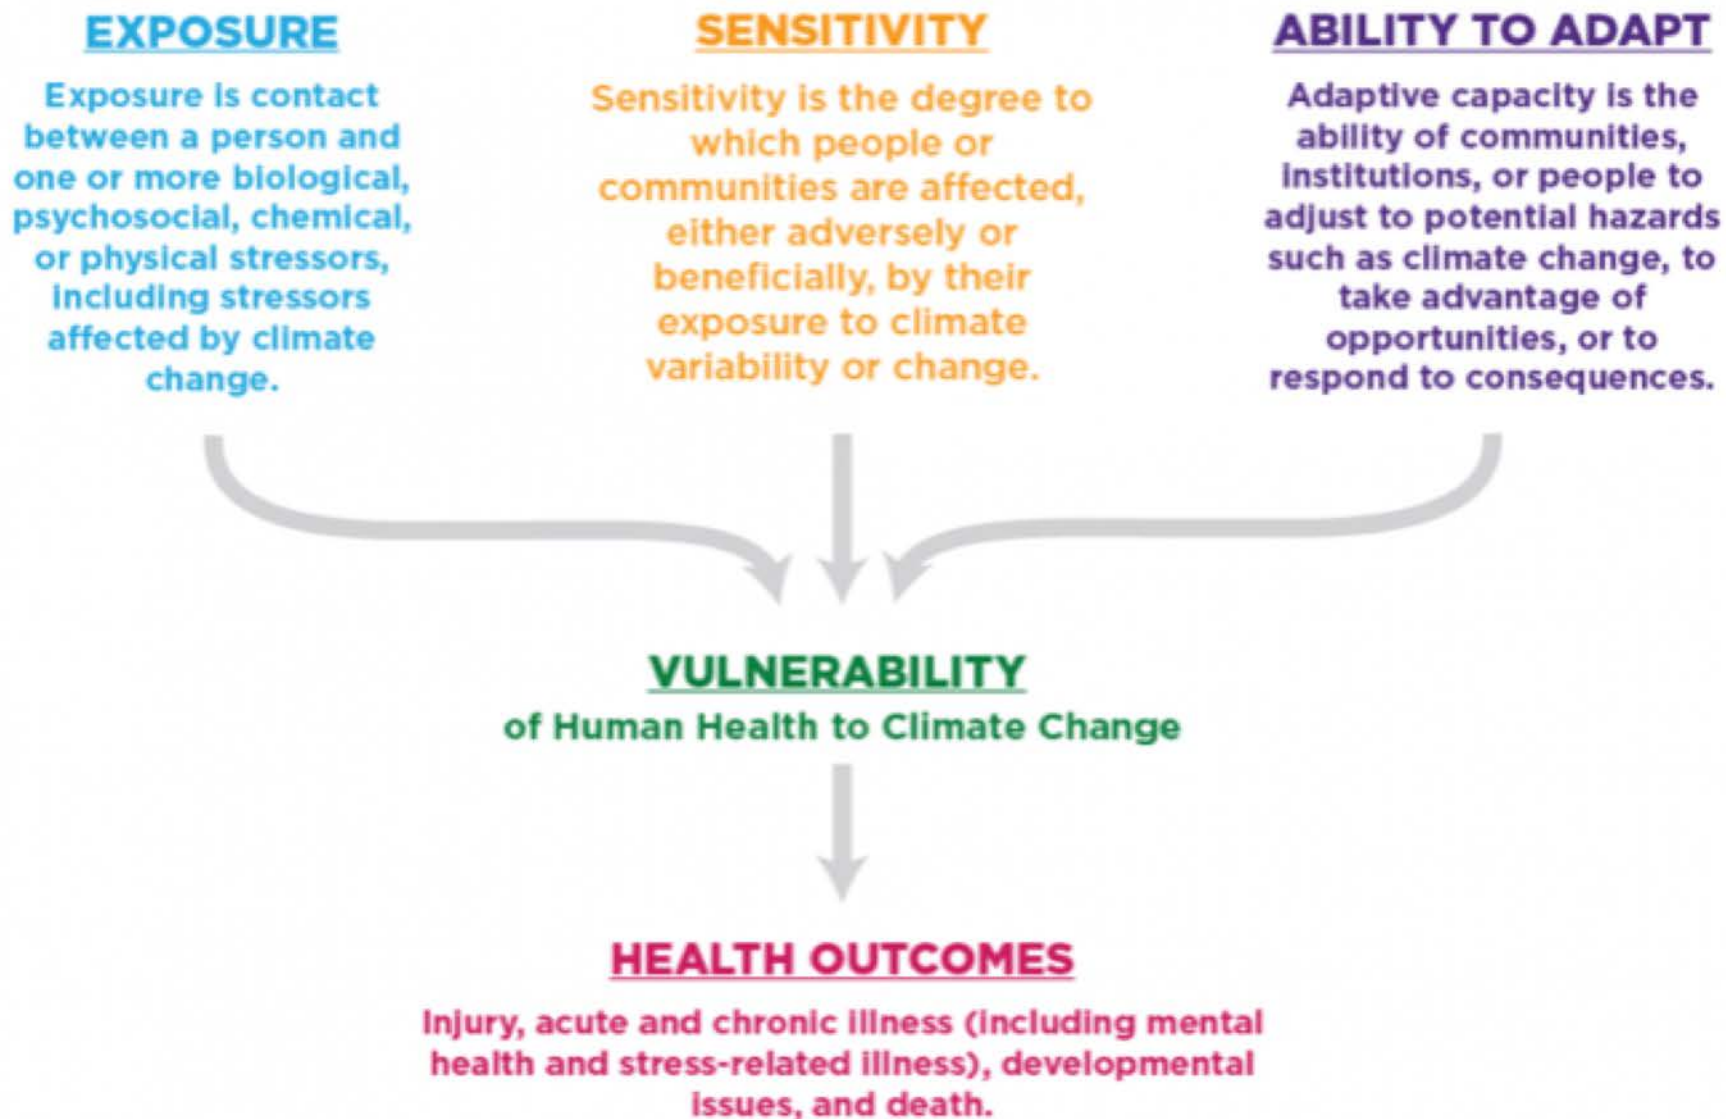 EXPOSURE
Exposure is contact
between a person and
one or more biological,
psychosocial, chemical,
or physical stressors,
including stressors
affected by climate
change.
SENSITIVITY
Sensitivity is the degree to
which people or
communities are affected,
either adversely or
beneficially, by their
exposure to climate
variability or change.
ABILITY TO ADAPT
Adaptive capacity is the
ability of communities,
institutions, or people to
adjust to potential hazards
such as climate change, to
take advantage of
opportunities, or to
respond to consequences.
VULNERABILITY
of Human Health to Climate Change
HEALTH OUTCOMES
Injury, acute and chronic illness (including mental
health and stress-related illness), developmental
issues, and death.